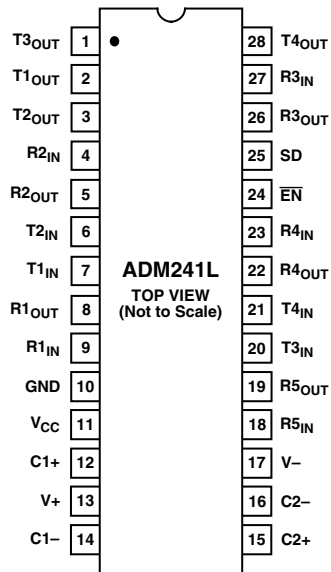 T3OUT 1 28 T4OUT
T1OUT 2 27 R3IN
T2OUT 3 26 R3OUT
R2IN 4 25 SD
R2OUT 5 24 E̅N̅
T2IN 6 23 R4IN
T1IN 7 22 R4OUT
R1OUT 8 21 T4IN
R1IN 9 20 T3IN
GND 10 19 R5OUT
VCC 11 18 R5IN
C1+ 12 17 V–
V+ 13 16 C2–
C1– 14 15 C2+
ADM241L
TOP VIEW
(Not to Scale)